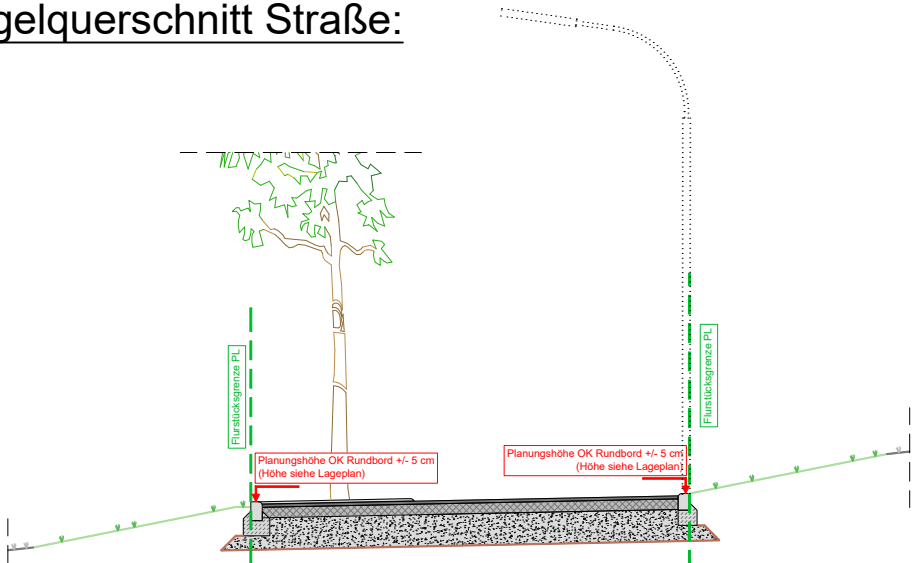 gelquerschnitt Straße:
Flurstücksgrenze PL
Flurstücksgrenze PL
Planungshöhe OK Rundbord +/- 5 cm
(Höhe siehe Lageplan)
Planungshöhe OK Rundbord +/- 5 cm
(Höhe siehe Lageplan)